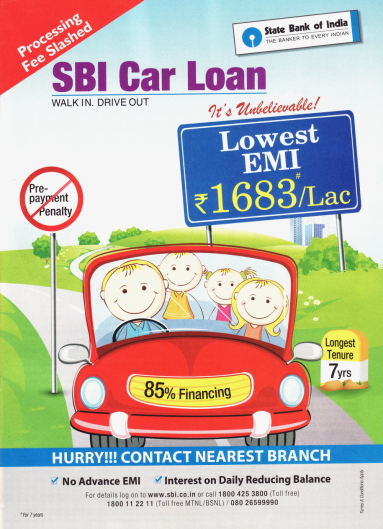 Processing
Fee Slashed
State Bank of India
THE BANKER TO EVERY INDIAN
SBI Car Loan
WALK IN. DRIVE OUT
It's Unbelievable!
Lowest
EMI
₹1683#/Lac
Pre-
payment
Penalty
85% Financing
Longest
Tenure
7yrs
HURRY!!! CONTACT NEAREST BRANCH
✓ No Advance EMI ✓ Interest on Daily Reducing Balance
For details log on to www.sbi.co.in or call 1800 425 3800 (Toll free)
1800 11 22 11 (Toll free MTNL/BSNL) / 080 26599990
# For 7 years
Terms & Conditions Apply